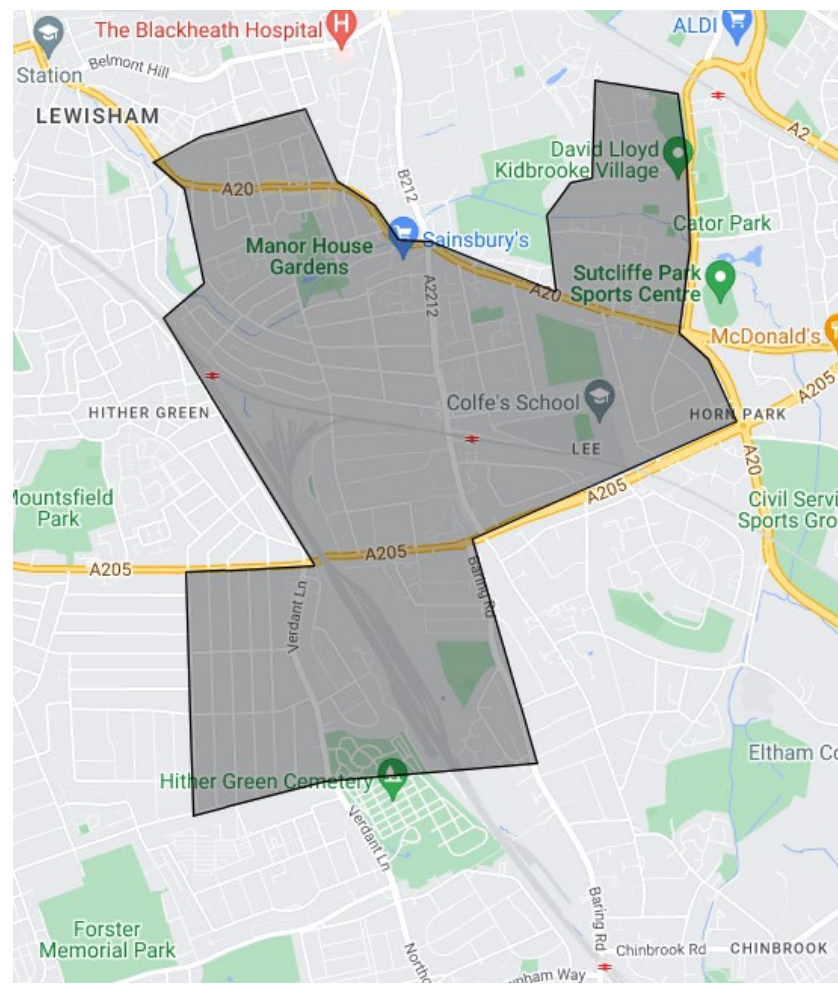 The Blackheath Hospital
H
ALDI
Belmont Hill
Station
LEWISHAM
A2
David Lloyd
Kidbrooke Village
B212
A20
Cator Park
Manor House
Gardens
Sainsbury's
Sutcliffe Park
Sports Centre
A2212
A20
McDonald's
A205
Colfe's School
HITHER GREEN
HORN PARK
LEE
A20
A205
Mountsfield
Park
Civil Servi
Sports Gro
A205
A205
Baring Rd
Verdant Ln
Eltham Co
Hither Green Cemetery
Verdant Ln
Baring Rd
Forster
Memorial Park
Chinbrook Rd
CHINBROOK
Northo
wnham Way